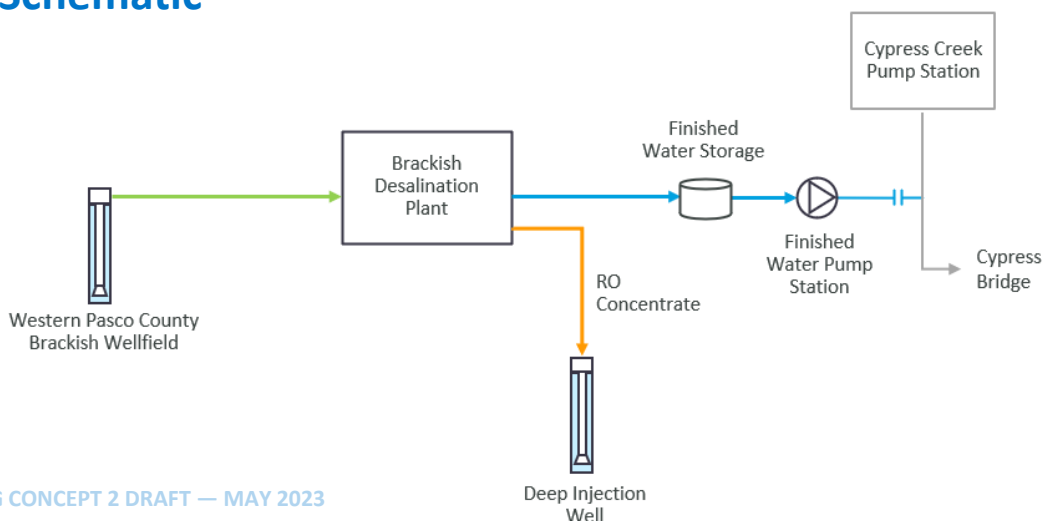 Schematic
Cypress Creek
Pump Station
Finished
Water Storage
Brackish
Desalination
Plant
Finished
Water Pump
Station
Cypress
Bridge
RO
Concentrate
Western Pasco County
Brackish Wellfield
Deep Injection
Well
CONCEPT 2 DRAFT — MAY 2023